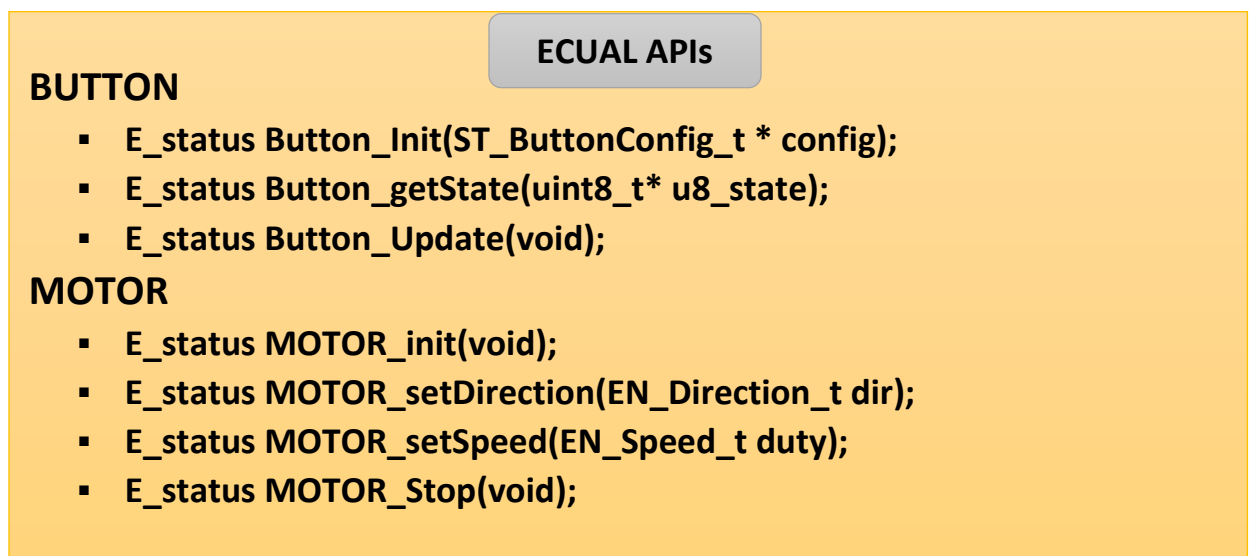 ECUAL APIs
BUTTON
▪ E_status Button_Init(ST_ButtonConfig_t * config);
▪ E_status Button_getState(uint8_t* u8_state);
▪ E_status Button_Update(void);
MOTOR
▪ E_status MOTOR_init(void);
▪ E_status MOTOR_setDirection(EN_Direction_t dir);
▪ E_status MOTOR_setSpeed(EN_Speed_t duty);
▪ E_status MOTOR_Stop(void);